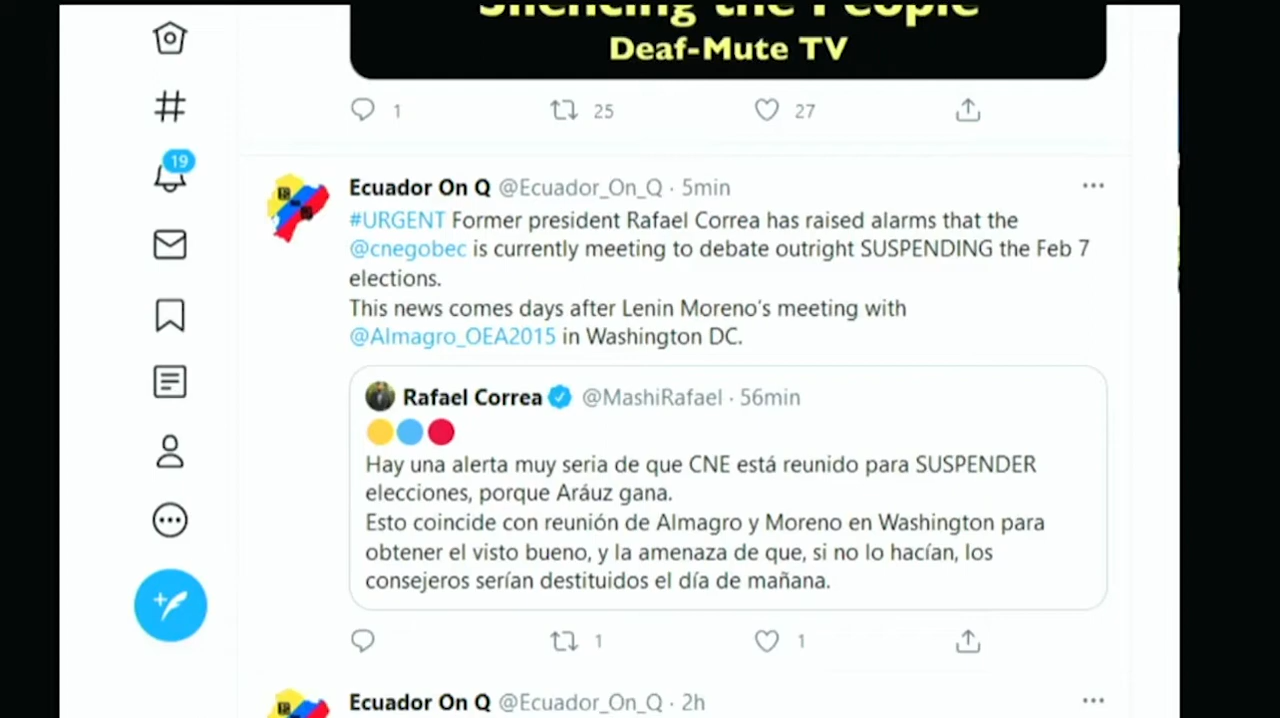 Silencing the People
Deaf-Mute TV
1 25 27
19
Ecuador On Q @Ecuador_On_Q · 5min
#URGENT Former president Rafael Correa has raised alarms that the
@cnegobec is currently meeting to debate outright SUSPENDING the Feb 7
elections.
This news comes days after Lenin Moreno's meeting with
@Almagro_OEA2015 in Washington DC.
Rafael Correa @MashiRafael · 56min
Hay una alerta muy seria de que CNE está reunido para SUSPENDER
elecciones, porque Aráuz gana.
Esto coincide con reunión de Almagro y Moreno en Washington para
obtener el visto bueno, y la amenaza de que, si no lo hacían, los
consejeros serían destituidos el día de mañana.
1 1
Ecuador On Q @Ecuador_On_Q · 2h